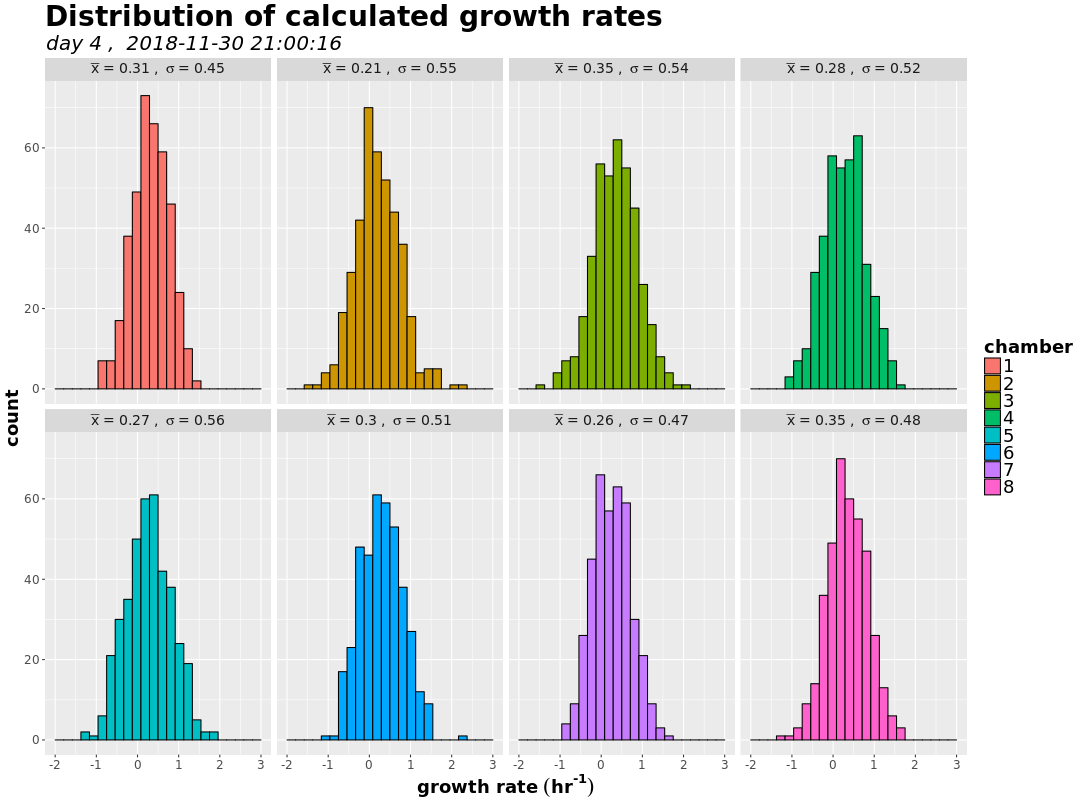 Distribution of calculated growth rates
day 4 , 2018-11-30 21:00:16
x̅ = 0.31 , σ = 0.45
x̅ = 0.21 , σ = 0.55
x̅ = 0.35 , σ = 0.54
x̅ = 0.28 , σ = 0.52
60
40
20
0
x̅ = 0.27 , σ = 0.56
x̅ = 0.3 , σ = 0.51
x̅ = 0.26 , σ = 0.47
x̅ = 0.35 , σ = 0.48
60
40
20
0
-2 -1 0 1 2 3
-2 -1 0 1 2 3
-2 -1 0 1 2 3
-2 -1 0 1 2 3
count
growth rate (hr⁻¹)
chamber
1
2
3
4
5
6
7
8